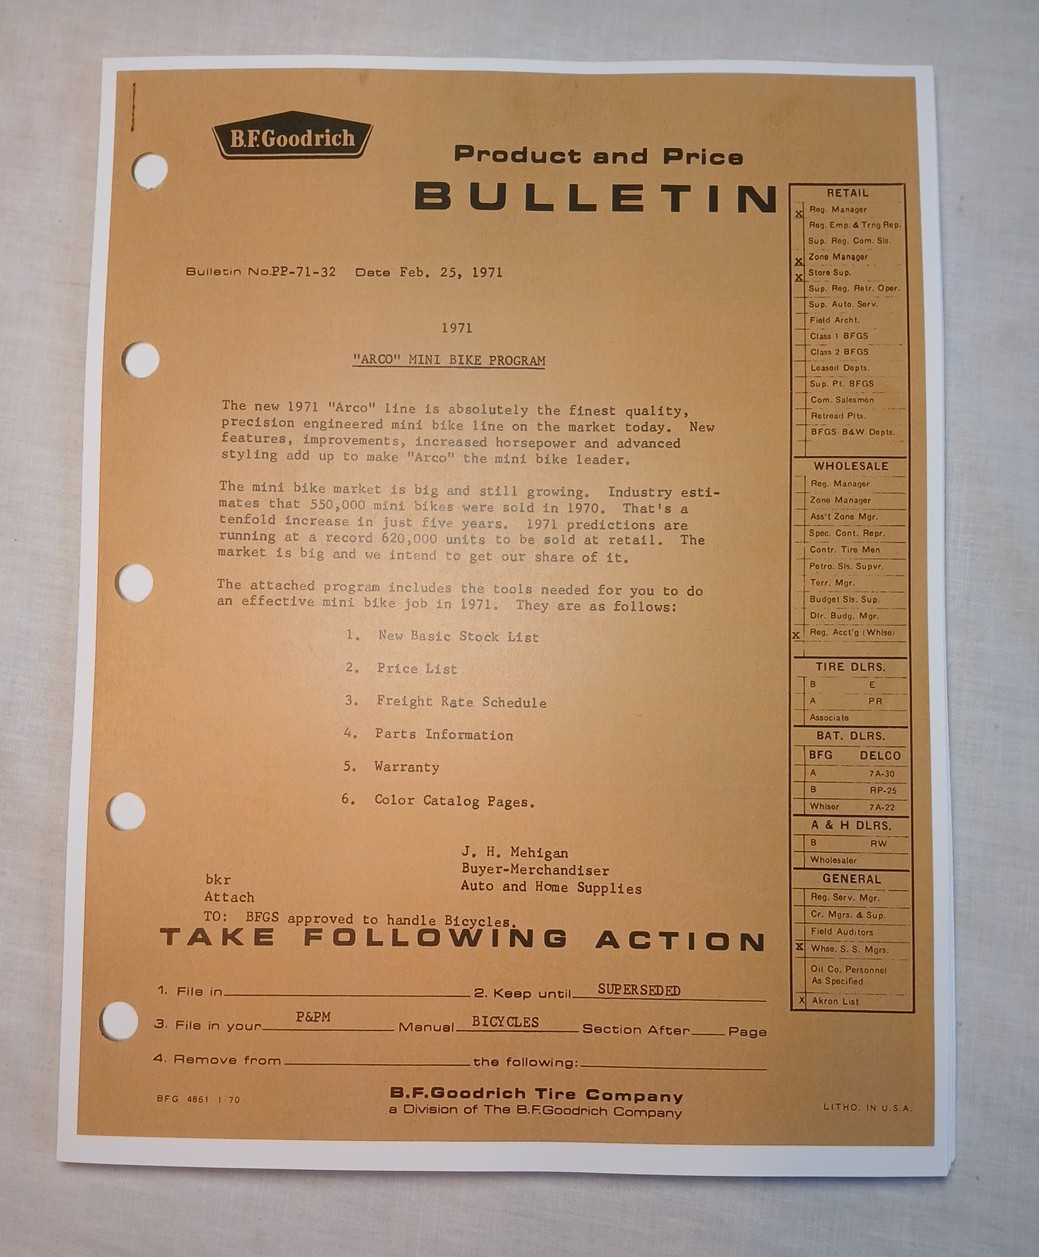 B.F.Goodrich
Product and Price
BULLETIN
Bulletin No.PP-71-32 Date Feb. 25, 1971
1971
"ARCO" MINI BIKE PROGRAM
The new 1971 "Arco" line is absolutely the finest quality,
precision engineered mini bike line on the market today. New
features, improvements, increased horsepower and advanced
styling add up to make "Arco" the mini bike leader.
The mini bike market is big and still growing. Industry esti-
mates that 550,000 mini bikes were sold in 1970. That's a
tenfold increase in just five years. 1971 predictions are
running at a record 620,000 units to be sold at retail. The
market is big and we intend to get our share of it.
The attached program includes the tools needed for you to do
an effective mini bike job in 1971. They are as follows:
1. New Basic Stock List
2. Price List
3. Freight Rate Schedule
4. Parts Information
5. Warranty
6. Color Catalog Pages.
J. H. Mehigan
Buyer-Merchandiser
Auto and Home Supplies
bkr
Attach
TO: BFGS approved to handle Bicycles.
TAKE FOLLOWING ACTION
1. File in 2. Keep until SUPERSEDED
3. File in your P&PM Manual BICYCLES Section After Page
4. Remove from the following:
B.F.Goodrich Tire Company
a Division of The B.F.Goodrich Company
BFG 4861 1 70
LITHO. IN U.S.A.
RETAIL
X Reg. Manager
Reg. Emp. & Trng Rep.
Sup. Reg. Com. Sls.
X Zone Manager
X Store Sup.
Sup. Reg. Retr. Oper.
Sup. Auto. Serv.
Field Archt.
Class 1 BFGS
Class 2 BFGS
Leased Depts.
Sup. Pt. BFGS
Com. Salesmen
Retread Plts.
BFGS B&W Depts.
WHOLESALE
Reg. Manager
Zone Manager
Ass't Zone Mgr.
Spec. Cont. Repr.
Contr. Tire Men
Petro. Sls. Supvr.
Terr. Mgr.
Budget Sls. Sup.
Dlr. Budg. Mgr.
X Reg. Acct'g (Whlse)
TIRE DLRS.
B E
A PR
Associate
BAT. DLRS.
BFG DELCO
A 7A-30
B RP-25
Whlser 7A-22
A & H DLRS.
B RW
Wholesaler
GENERAL
Reg. Serv. Mgr.
Cr. Mgrs. & Sup.
Field Auditors
X Whse. S. S. Mgrs.
Oil Co. Personnel
As Specified
X Akron List